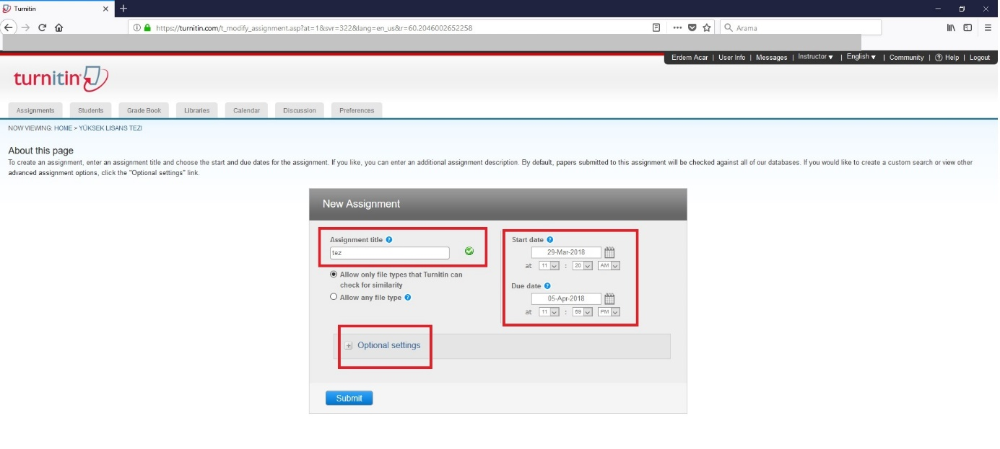 Turnitin
https://turnitin.com/t_modify_assignment.asp?at=1&svr=322&lang=en_us&r=60.2046002652258
Arama
Erdem Acar | User Info | Messages | Instructor ▼ | English ▼ | Community | ? Help | Logout
turnitin
Assignments Students Grade Book Libraries Calendar Discussion Preferences
NOW VIEWING: HOME > YÜKSEK LISANS TEZI
About this page
To create an assignment, enter an assignment title and choose the start and due dates for the assignment. If you like, you can enter an additional assignment description. By default, papers submitted to this assignment will be checked against all of our databases. If you would like to create a custom search or view other
advanced assignment options, click the "Optional settings" link.
New Assignment
Assignment title ?
tez
Allow only file types that Turnitin can
check for similarity
Allow any file type ?
Start date ?
29-Mar-2018
at 11 : 20 AM
Due date ?
05-Apr-2018
at 11 : 59 PM
Optional settings
Submit